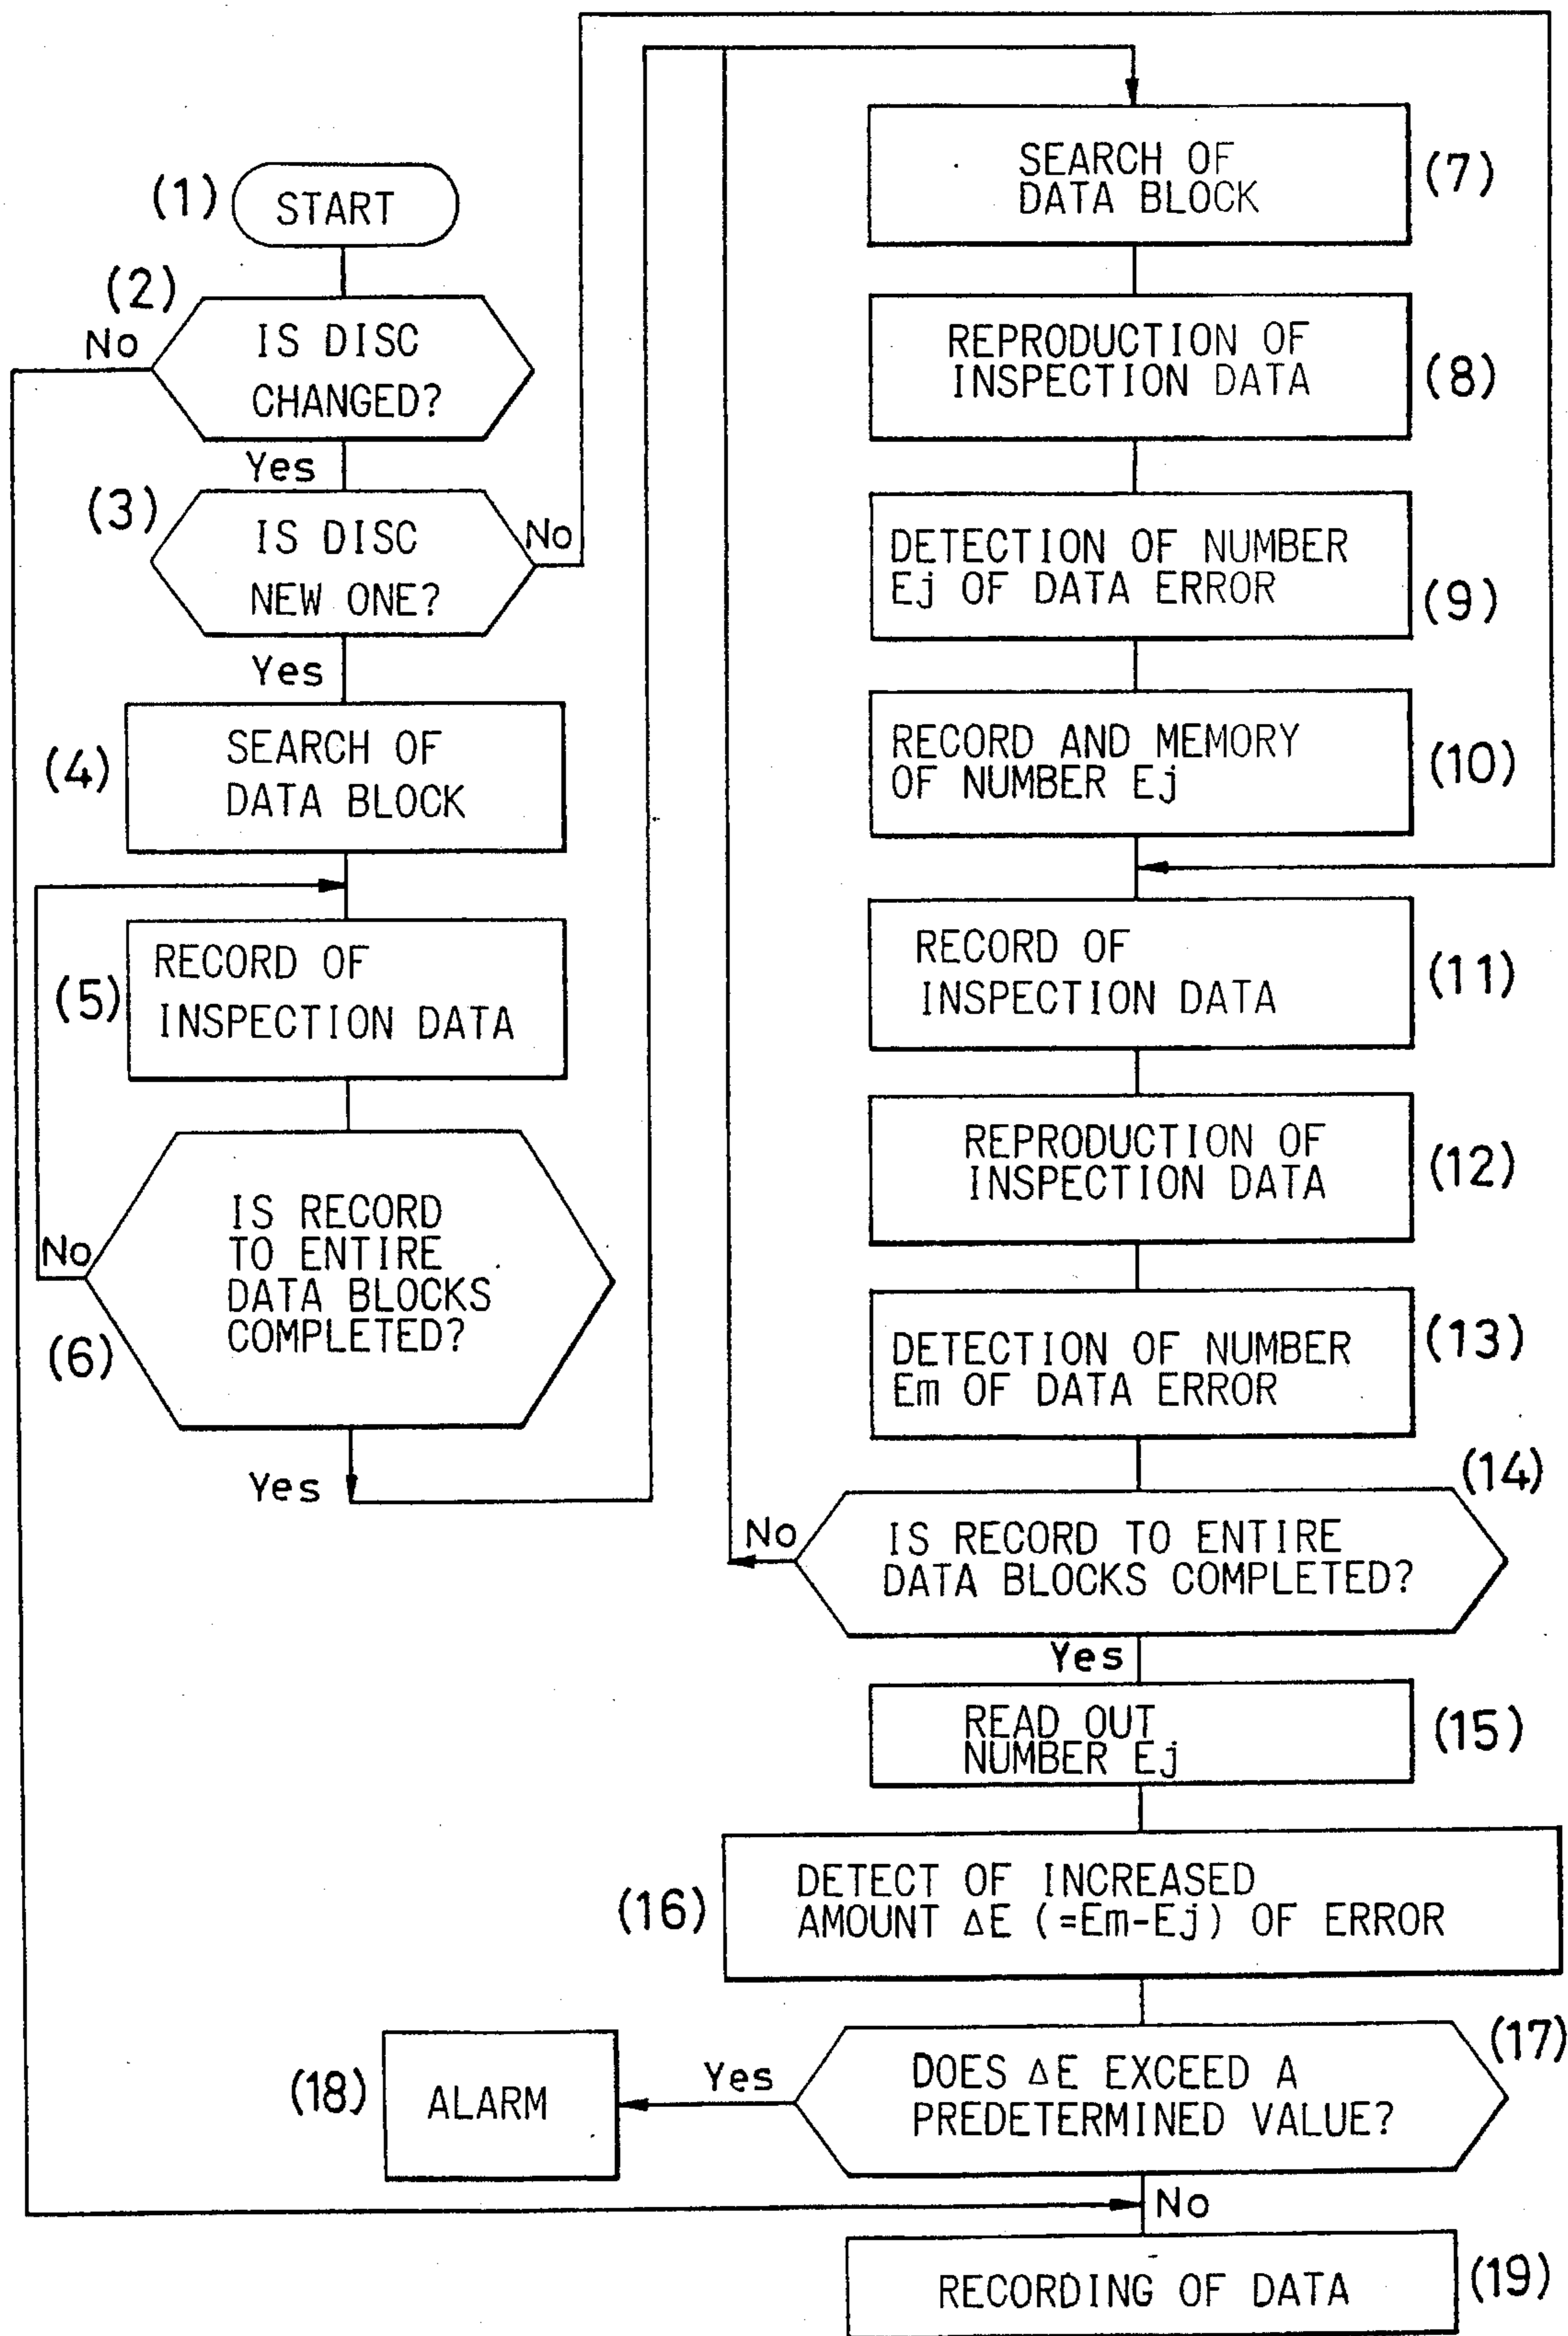 (1)
START
(2)
IS DISC
CHANGED?
No
Yes
(3)
IS DISC
NEW ONE?
No
Yes
(4)
SEARCH OF
DATA BLOCK
(5)
RECORD OF
INSPECTION DATA
(6)
IS RECORD
TO ENTIRE
DATA BLOCKS
COMPLETED?
No
Yes
SEARCH OF
DATA BLOCK
(7)
REPRODUCTION OF
INSPECTION DATA
(8)
DETECTION OF NUMBER
Ej OF DATA ERROR
(9)
RECORD AND MEMORY
OF NUMBER Ej
(10)
RECORD OF
INSPECTION DATA
(11)
REPRODUCTION OF
INSPECTION DATA
(12)
DETECTION OF NUMBER
Em OF DATA ERROR
(13)
(14)
IS RECORD TO ENTIRE
DATA BLOCKS COMPLETED?
No
Yes
READ OUT
NUMBER Ej
(15)
(16)
DETECT OF INCREASED
AMOUNT ΔE (=Em-Ej) OF ERROR
(17)
DOES ΔE EXCEED A
PREDETERMINED VALUE?
Yes
(18)
ALARM
No
RECORDING OF DATA
(19)